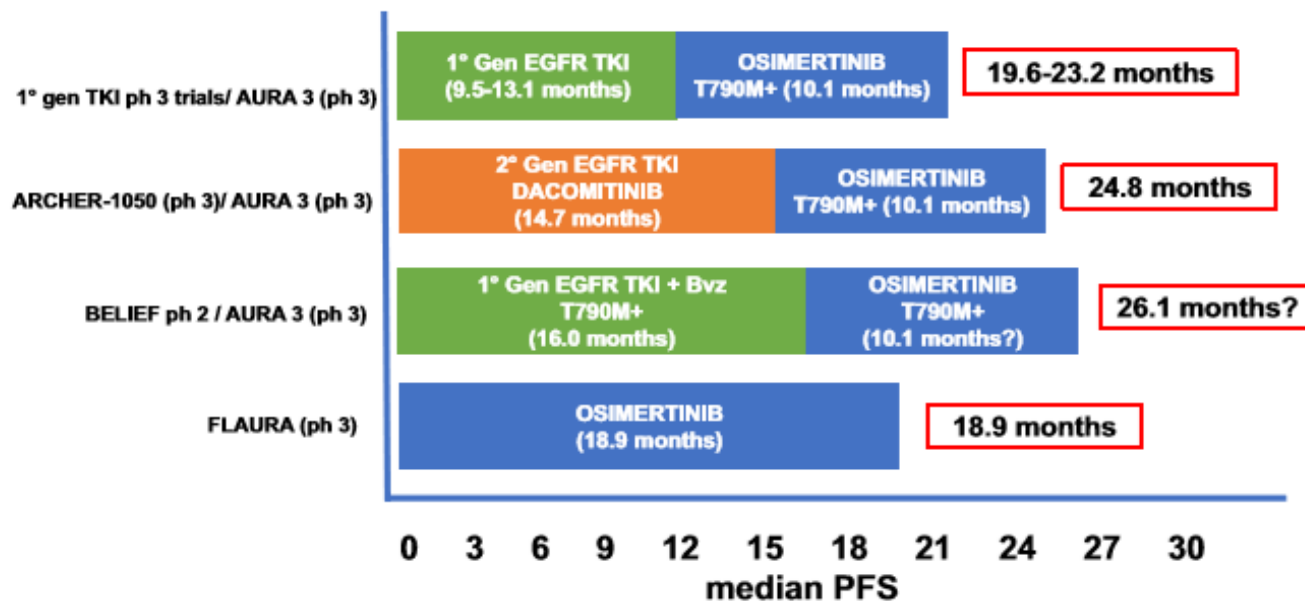 1° gen TKI ph 3 trials/ AURA 3 (ph 3)
1° Gen EGFR TKI
(9.5-13.1 months)
OSIMERTINIB
T790M+ (10.1 months)
19.6-23.2 months
ARCHER-1050 (ph 3)/ AURA 3 (ph 3)
2° Gen EGFR TKI
DACOMITINIB
(14.7 months)
OSIMERTINIB
T790M+ (10.1 months)
24.8 months
BELIEF ph 2 / AURA 3 (ph 3)
1° Gen EGFR TKI + Bvz
T790M+
(16.0 months)
OSIMERTINIB
T790M+
(10.1 months?)
26.1 months?
FLAURA (ph 3)
OSIMERTINIB
(18.9 months)
18.9 months
0 3 6 9 12 15 18 21 24 27 30
median PFS